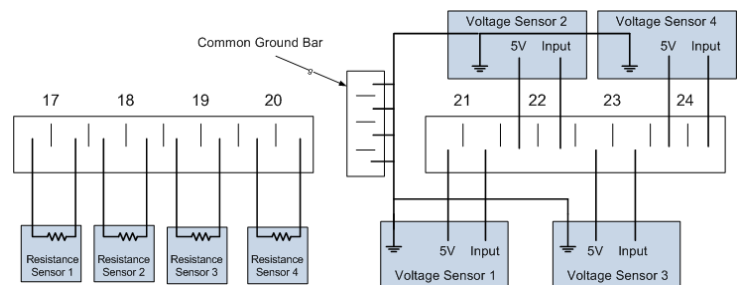 Voltage Sensor 2
Voltage Sensor 4
5V Input
5V Input
Common Ground Bar
17 18 19 20
21 22 23 24
5V Input
Voltage Sensor 1
5V Input
Voltage Sensor 3
Resistance
Sensor 1
Resistance
Sensor 2
Resistance
Sensor 3
Resistance
Sensor 4